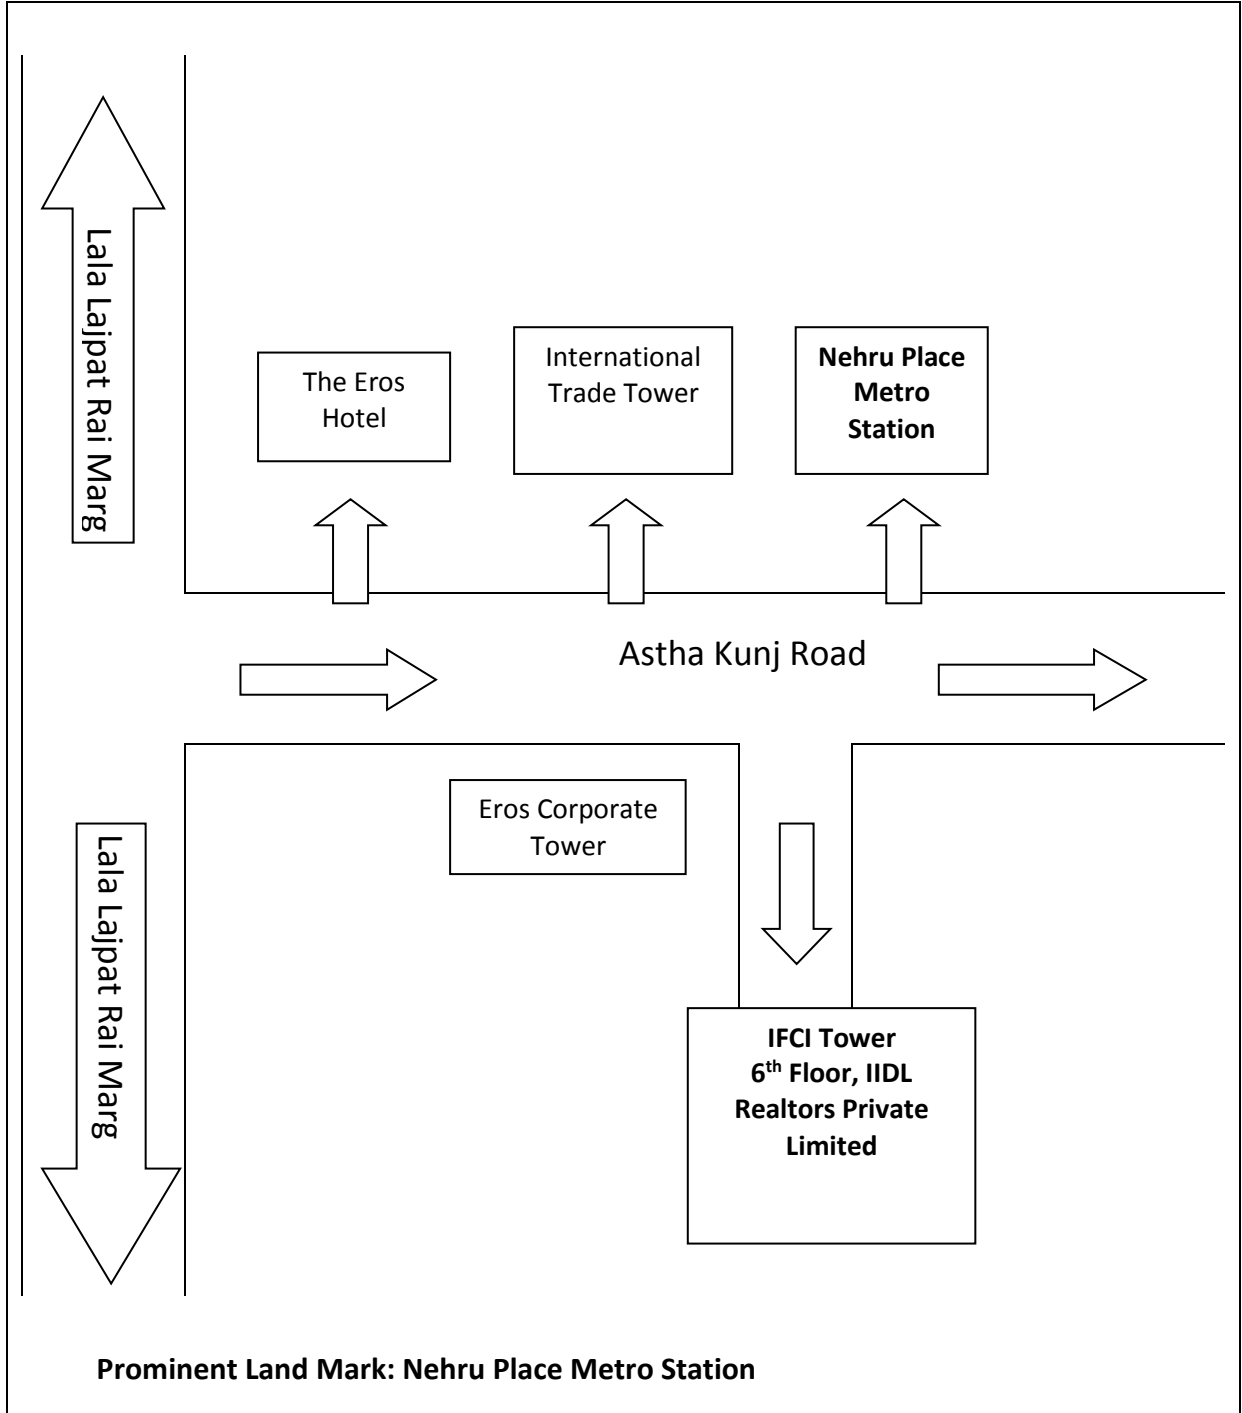 Lala Lajpat Rai Marg
The Eros
Hotel
International
Trade Tower
Nehru Place
Metro
Station
Astha Kunj Road
Eros Corporate
Tower
Lala Lajpat Rai Marg
IFCI Tower
6th Floor, IIDL
Realtors Private
Limited
Prominent Land Mark: Nehru Place Metro Station